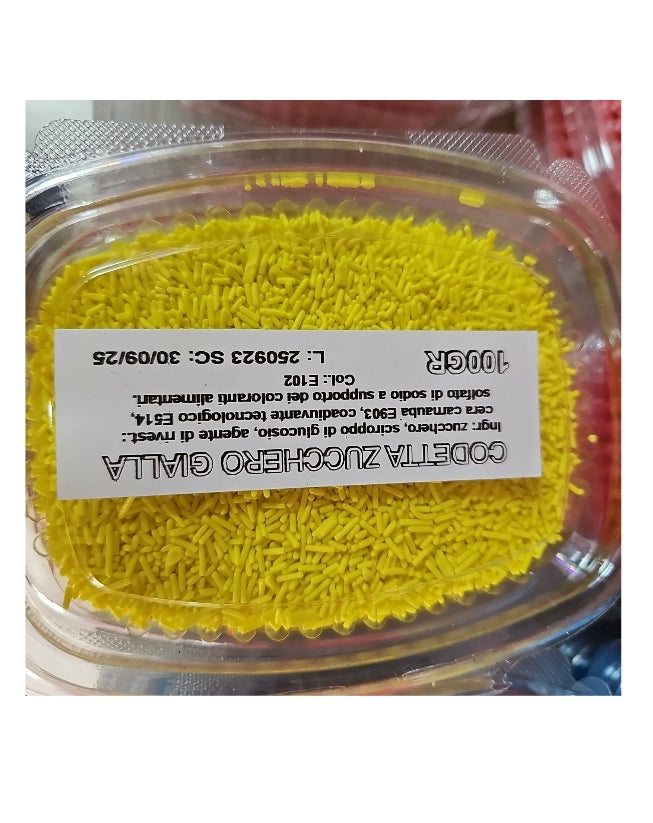 CODETTA ZUCCHERO GIALLA
Ingr: zucchero, sciroppo di glucosio, agente di rivest.:
cera carnauba E903, coadiuvante tecnologico E514,
solfato di sodio a supporto dei coloranti alimentari.
Col.: E102
100GR L: 250923 SC: 30/09/25